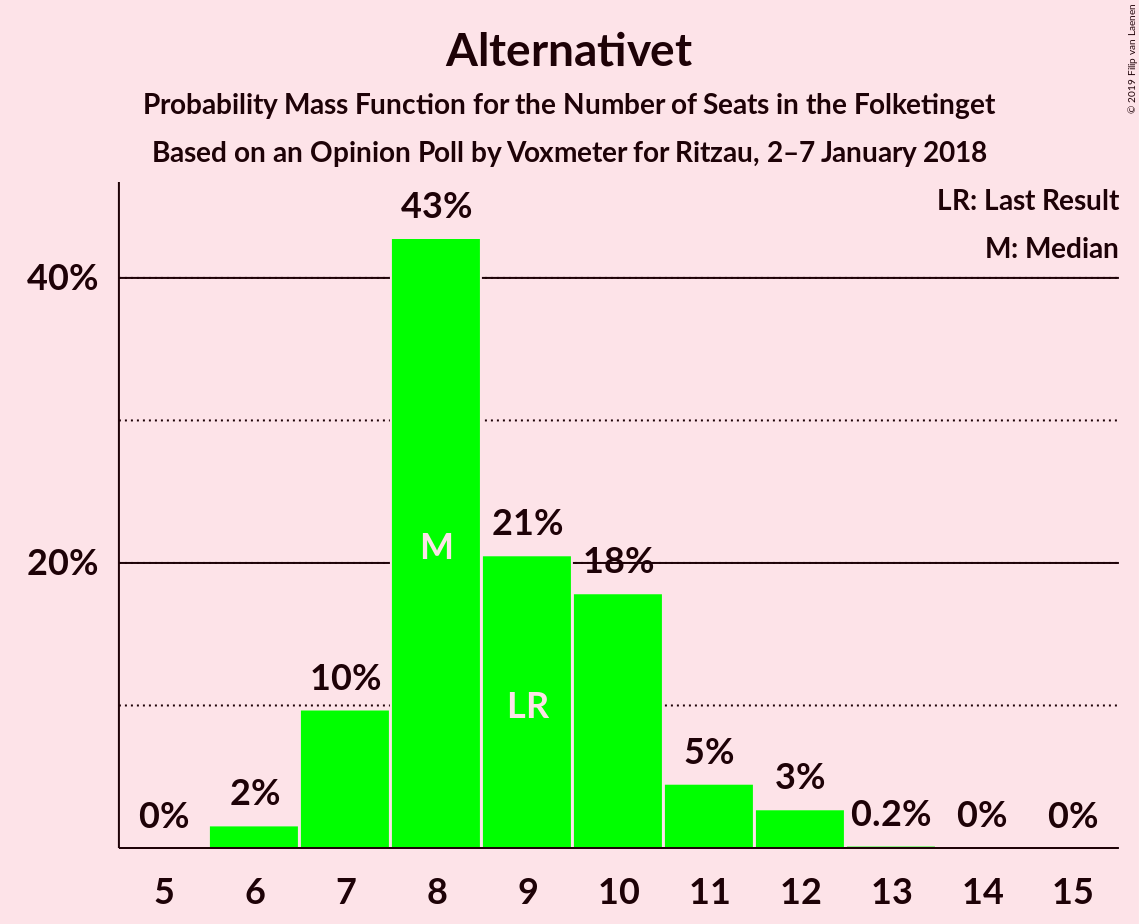 Alternativet
Probability Mass Function for the Number of Seats in the Folketinget
Based on an Opinion Poll by Voxmeter for Ritzau, 2–7 January 2018
© 2019 Filip van Laenen
LR: Last Result
M: Median
40%
20%
0%
2%
10%
43%
21%
18%
5%
3%
0.2%
0%
0%
M
LR
5 6 7 8 9 10 11 12 13 14 15